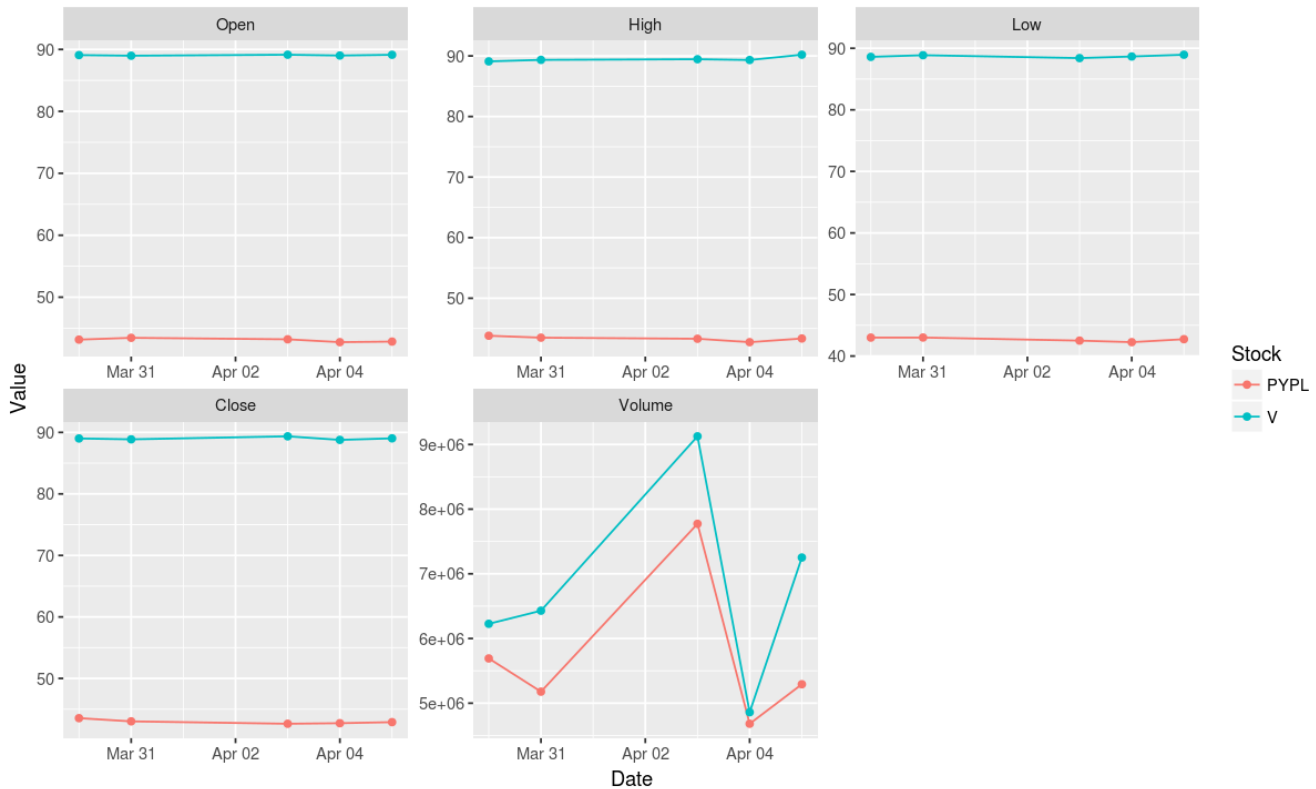 Open
High
Low
90
80
70
60
50
Mar 31
Apr 02
Apr 04
90
80
70
60
50
Mar 31
Apr 02
Apr 04
90
80
70
60
50
40
Mar 31
Apr 02
Apr 04
Value
Close
Volume
90
80
70
60
50
Mar 31
Apr 02
Apr 04
9e+06
8e+06
7e+06
6e+06
5e+06
Mar 31
Apr 02
Apr 04
Date
Stock
PYPL
V